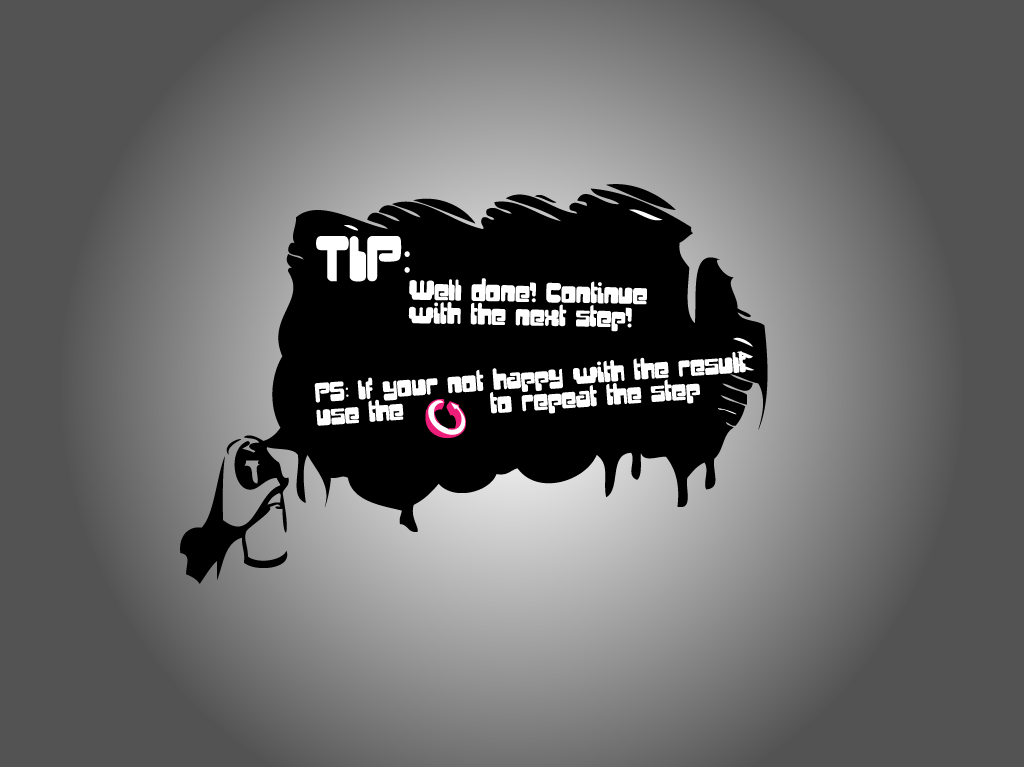 TIP:
Well done! Continue
with the next step!
PS: If your not happy with the result
use the to repeat the step